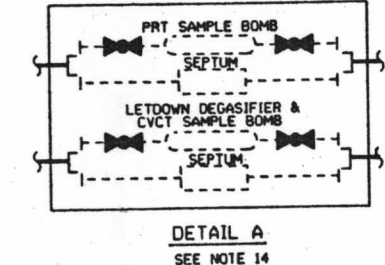 PRT SAMPLE BOMB
SEPTUM
LETDOWN DEGASIFIER &
CVCT SAMPLE BOMB
SEPTUM
DETAIL A
SEE NOTE 14